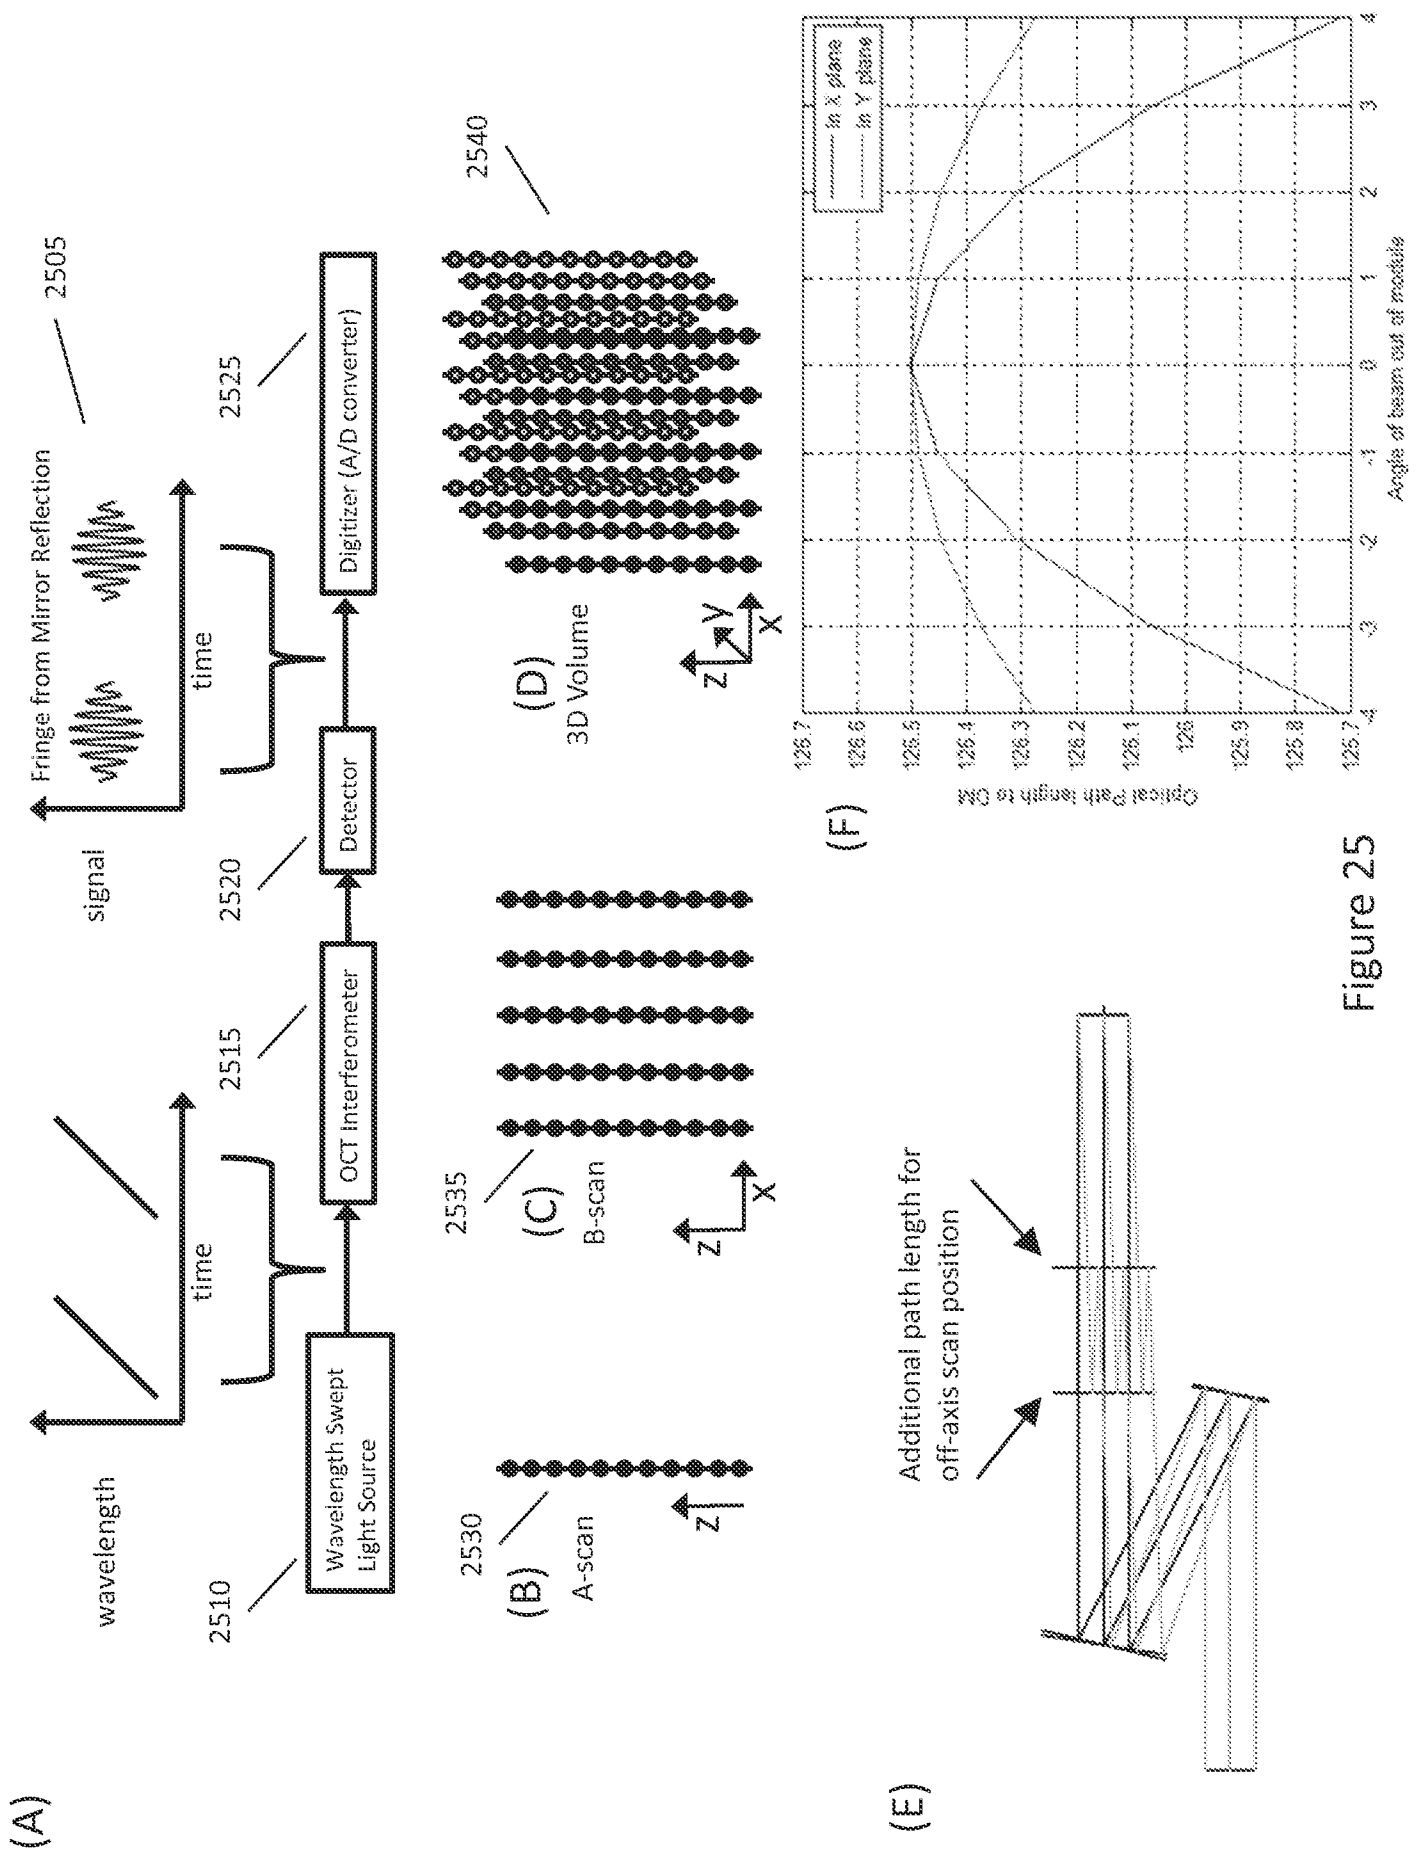 (A)
wavelength
time
signal
Fringe from Mirror Reflection
2505
time
2510
Wavelength Swept
Light Source
2515
OCT Interferometer
2520
Detector
2525
Digitizer (A/D converter)
(B)
2530
A-scan
Z
(C)
2535
B-scan
Z
X
(D)
3D Volume
Z
Y
X
2540
(E)
Additional path length for
off-axis scan position
(F)
Optical Path length to
126.7
126.6
126.5
126.4
126.3
126.2
126.1
126
125.9
125.8
125.7
-4
-3
-2
-1
0
1
2
3
4
Angle of beam out of module
In X plane
In Y plane
Figure 25